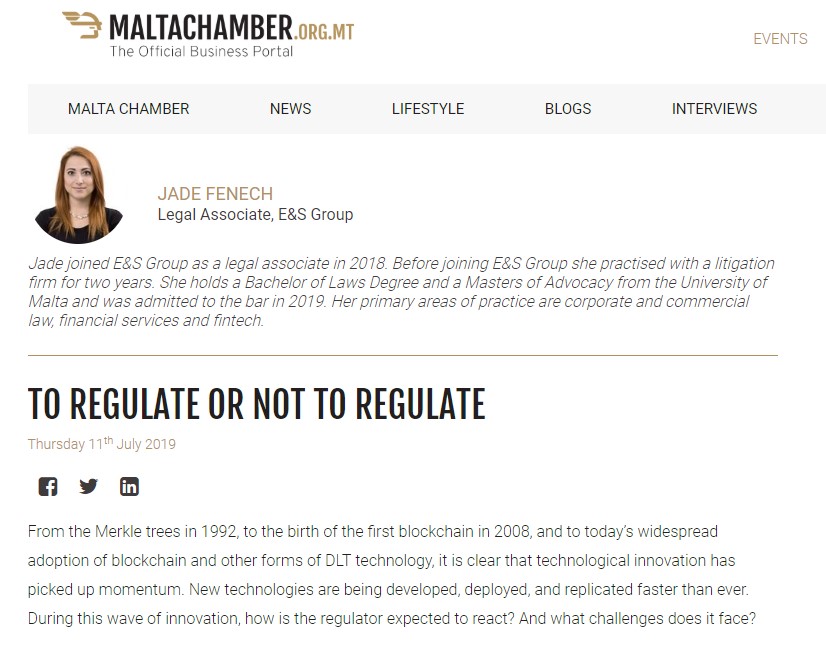 MALTACHAMBER.ORG.MT
The Official Business Portal
EVENTS
MALTA CHAMBER NEWS LIFESTYLE BLOGS INTERVIEWS
JADE FENECH
Legal Associate, E&S Group
Jade joined E&S Group as a legal associate in 2018. Before joining E&S Group she practised with a litigation
firm for two years. She holds a Bachelor of Laws Degree and a Masters of Advocacy from the University of
Malta and was admitted to the bar in 2019. Her primary areas of practice are corporate and commercial
law, financial services and fintech.
TO REGULATE OR NOT TO REGULATE
Thursday 11th July 2019
From the Merkle trees in 1992, to the birth of the first blockchain in 2008, and to today’s widespread
adoption of blockchain and other forms of DLT technology, it is clear that technological innovation has
picked up momentum. New technologies are being developed, deployed, and replicated faster than ever.
During this wave of innovation, how is the regulator expected to react? And what challenges does it face?